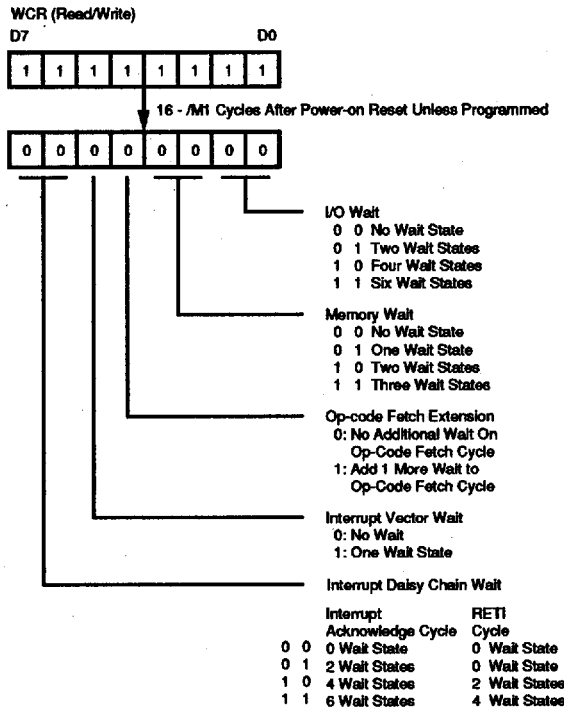 WCR (Read/Write)
D7 D0
1 1 1 1 1 1 1 1
16 - /M1 Cycles After Power-on Reset Unless Programmed
0 0 0 0 0 0 0 0
I/O Wait
0 0 No Wait State
0 1 Two Wait States
1 0 Four Wait States
1 1 Six Wait States
Memory Wait
0 0 No Wait State
0 1 One Wait State
1 0 Two Wait States
1 1 Three Wait States
Op-code Fetch Extension
0: No Additional Wait On
Op-Code Fetch Cycle
1: Add 1 More Wait to
Op-Code Fetch Cycle
Interrupt Vector Wait
0: No Wait
1: One Wait State
Interrupt Daisy Chain Wait
Interrupt RETI
Acknowledge Cycle Cycle
0 0 0 Wait State 0 Wait State
0 1 2 Wait States 0 Wait State
1 0 4 Wait States 2 Wait States
1 1 6 Wait States 4 Wait States